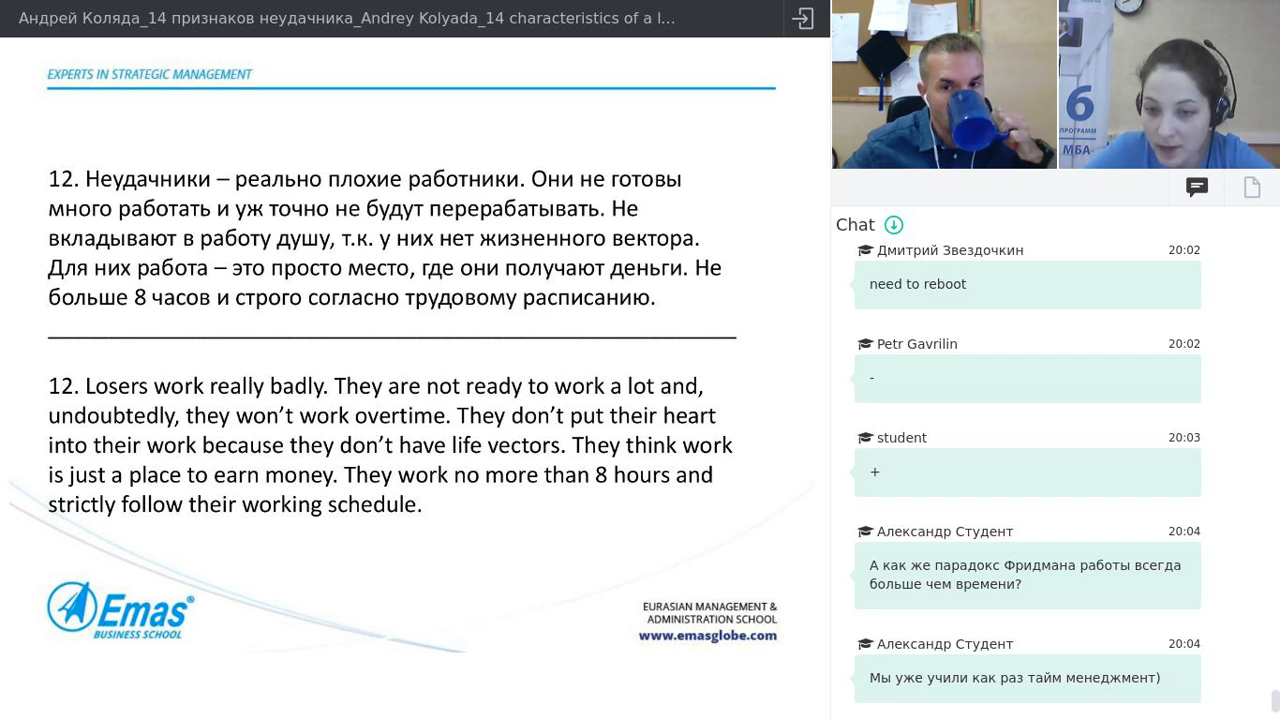 Андрей Коляда_14 признаков неудачника_Andrey Kolyada_14 characteristics of a l...
EXPERTS IN STRATEGIC MANAGEMENT
12. Неудачники – реально плохие работники. Они не готовы
много работать и уж точно не будут перерабатывать. Не
вкладывают в работу душу, т.к. у них нет жизненного вектора.
Для них работа – это просто место, где они получают деньги. Не
больше 8 часов и строго согласно трудовому расписанию.
12. Losers work really badly. They are not ready to work a lot and,
undoubtedly, they won’t work overtime. They don’t put their heart
into their work because they don’t have life vectors. They think work
is just a place to earn money. They work no more than 8 hours and
strictly follow their working schedule.
Emas®
BUSINESS SCHOOL
EURASIAN MANAGEMENT &
ADMINISTRATION SCHOOL
www.emasglobe.com
6
ПРОГРАММ
МБА
Chat
Дмитрий Звездочкин 20:02
need to reboot
Petr Gavrilin 20:02
-
student 20:03
+
Александр Студент 20:04
А как же парадокс Фридмана работы всегда
больше чем времени?
Александр Студент 20:04
Мы уже учили как раз тайм менеджмент)